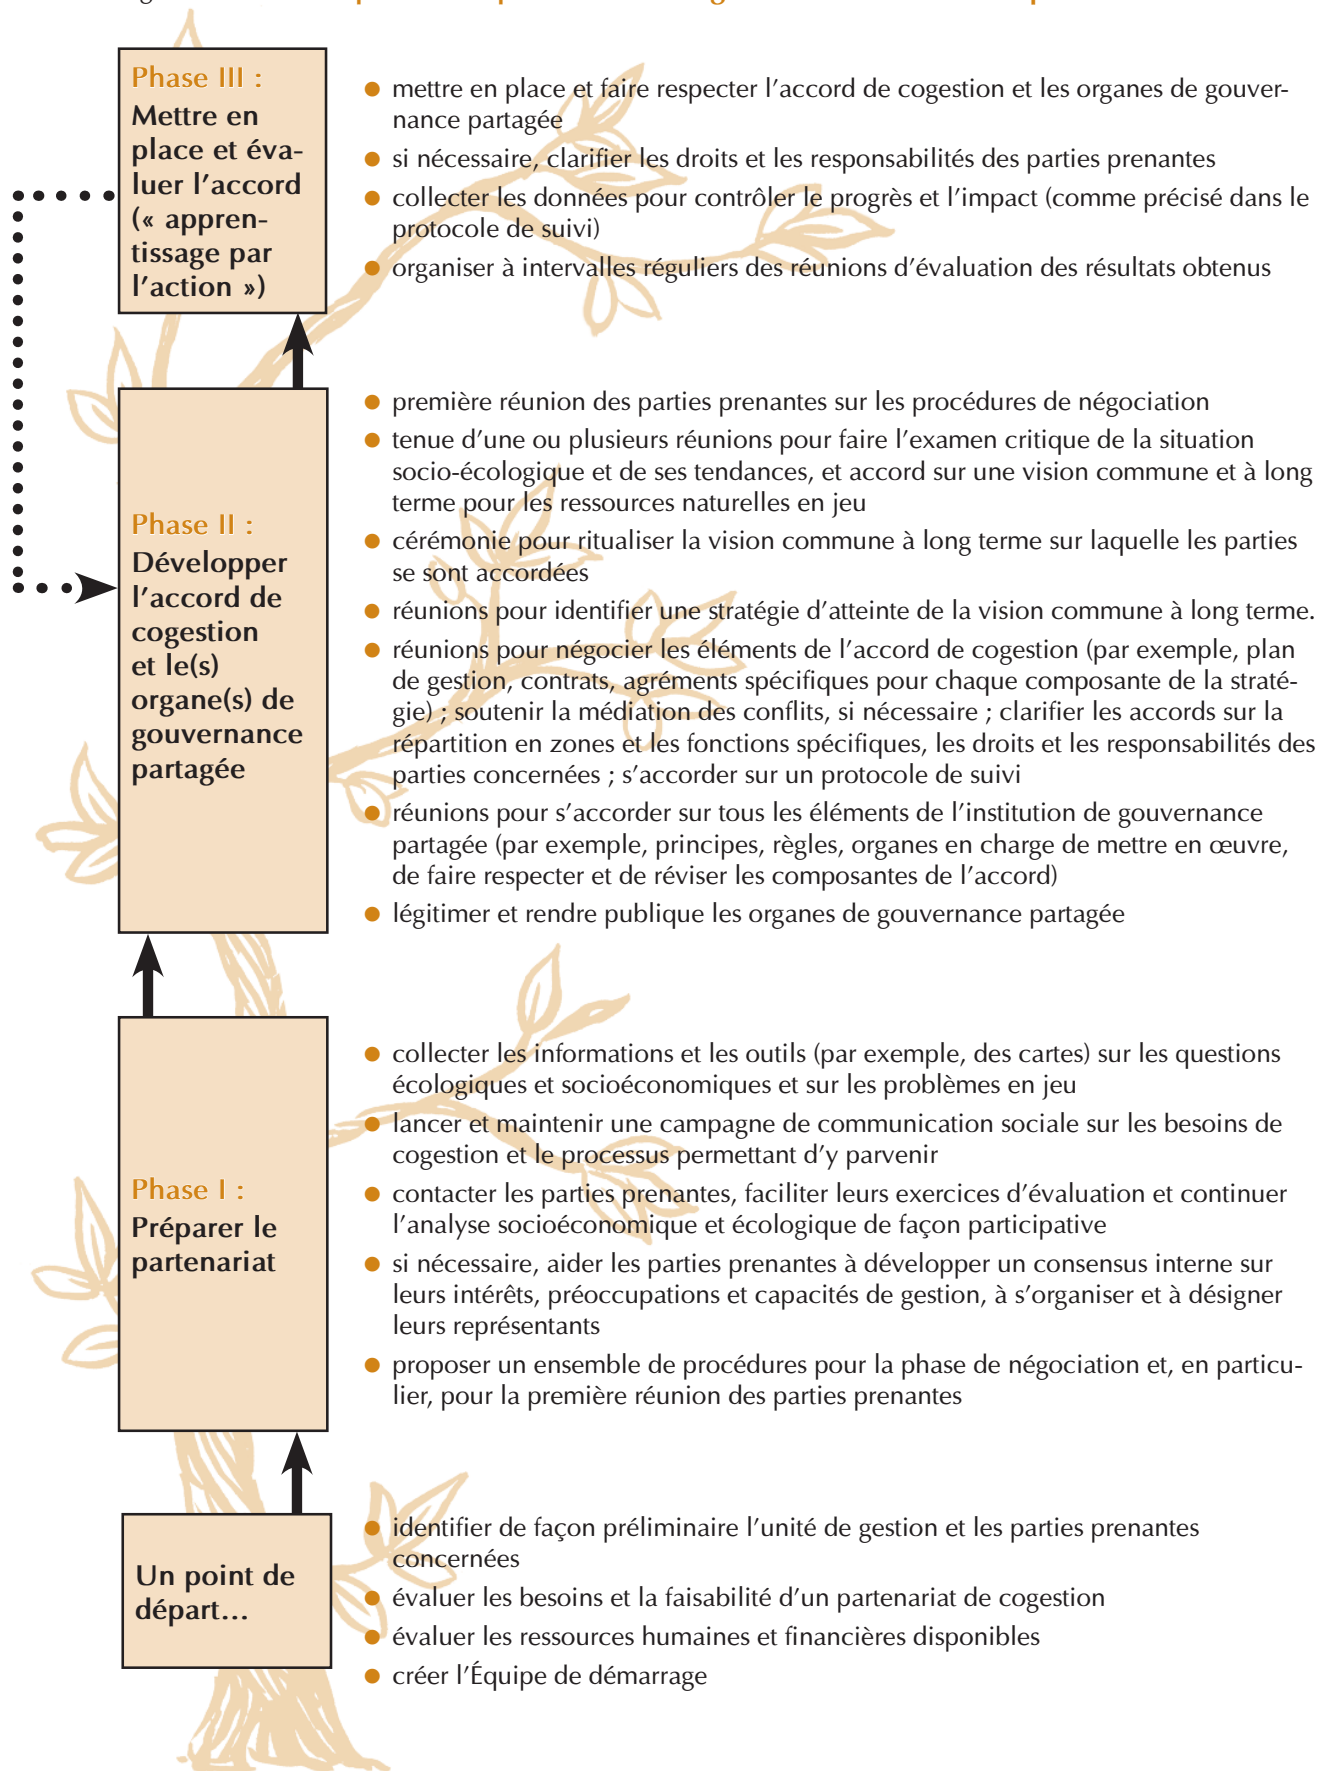 Phase III :
Mettre en
place et éva-
luer l’accord
(« appren-
tissage par
l’action »)
● mettre en place et faire respecter l’accord de cogestion et les organes de gouver-
nance partagée
● si nécessaire, clarifier les droits et les responsabilités des parties prenantes
● collecter les données pour contrôler le progrès et l’impact (comme précisé dans le
protocole de suivi)
● organiser à intervalles réguliers des réunions d’évaluation des résultats obtenus
Phase II :
Développer
l’accord de
cogestion
et le(s)
organe(s) de
gouvernance
partagée
● première réunion des parties prenantes sur les procédures de négociation
● tenue d’une ou plusieurs réunions pour faire l’examen critique de la situation
socio-écologique et de ses tendances, et accord sur une vision commune et à long
terme pour les ressources naturelles en jeu
● cérémonie pour ritualiser la vision commune à long terme sur laquelle les parties
se sont accordées
● réunions pour identifier une stratégie d’atteinte de la vision commune à long terme.
● réunions pour négocier les éléments de l’accord de cogestion (par exemple, plan
de gestion, contrats, agréments spécifiques pour chaque composante de la straté-
gie) ; soutenir la médiation des conflits, si nécessaire ; clarifier les accords sur la
répartition en zones et les fonctions spécifiques, les droits et les responsabilités des
parties concernées ; s’accorder sur un protocole de suivi
● réunions pour s’accorder sur tous les éléments de l’institution de gouvernance
partagée (par exemple, principes, règles, organes en charge de mettre en œuvre,
de faire respecter et de réviser les composantes de l’accord)
● légitimer et rendre publique les organes de gouvernance partagée
Phase I :
Préparer le
partenariat
● collecter les informations et les outils (par exemple, des cartes) sur les questions
écologiques et socioéconomiques et sur les problèmes en jeu
● lancer et maintenir une campagne de communication sociale sur les besoins de
cogestion et le processus permettant d’y parvenir
● contacter les parties prenantes, faciliter leurs exercices d’évaluation et continuer
l’analyse socioéconomique et écologique de façon participative
● si nécessaire, aider les parties prenantes à développer un consensus interne sur
leurs intérêts, préoccupations et capacités de gestion, à s’organiser et à désigner
leurs représentants
● proposer un ensemble de procédures pour la phase de négociation et, en particu-
lier, pour la première réunion des parties prenantes
Un point de
départ…
● identifier de façon préliminaire l’unité de gestion et les parties prenantes
concernées
● évaluer les besoins et la faisabilité d’un partenariat de cogestion
● évaluer les ressources humaines et financières disponibles
● créer l’Équipe de démarrage